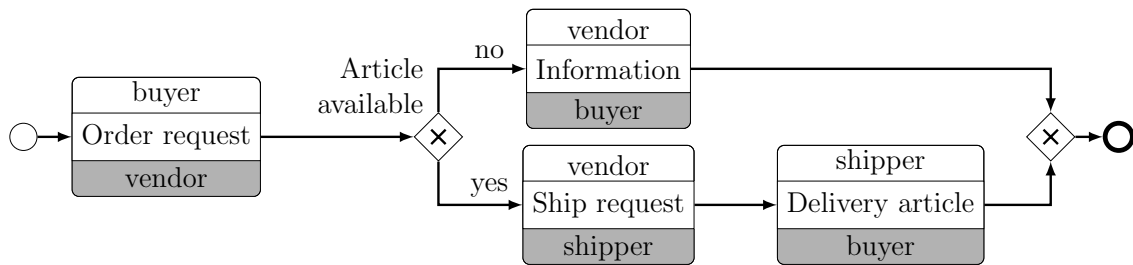 buyer
Order request
vendor
Article
available
no
vendor
Information
buyer
yes
vendor
Ship request
shipper
shipper
Delivery article
buyer